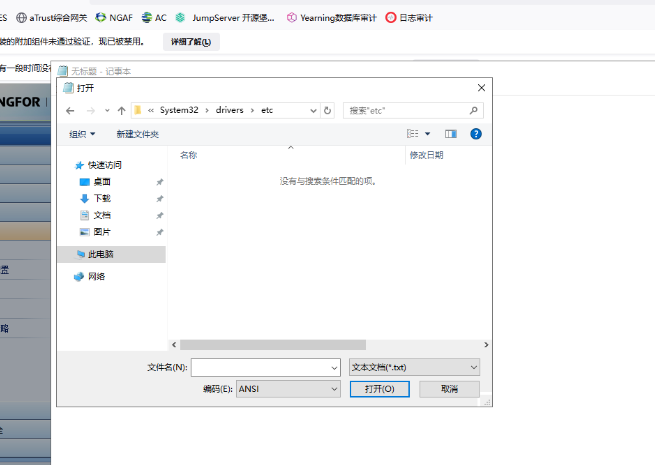 ES aTrust综合网关 NGAF AC JumpServer 开源堡... Yearning数据库审计 日志审计
装的附加组件未通过验证，现已被禁用。 详细了解(L)
有一段时间没有
无标题 - 记事本
打开
NGFOR
« System32 › drivers › etc 搜索"etc"
组织 新建文件夹
名称 修改日期
快速访问
没有与搜索条件匹配的项。
桌面
下载
文档
图片
此电脑
置
网络
略
文件名(N): 文本文档(*.txt)
编码(E): ANSI 打开(O) 取消